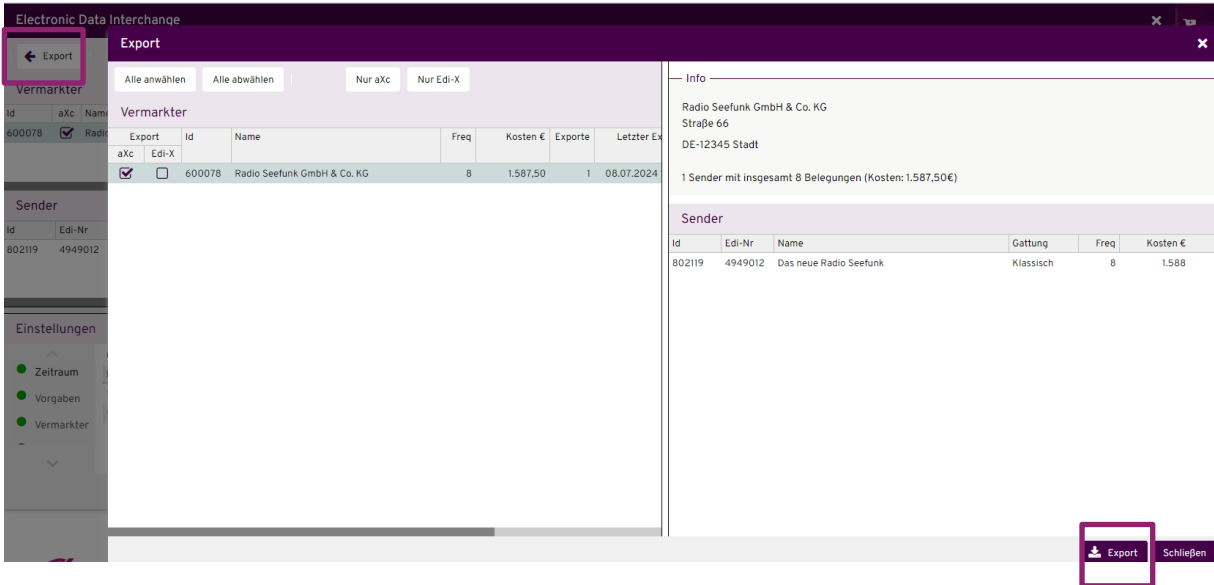 Electronic Data Interchange
Export
Export
Alle anwählen Alle abwählen Nur aXc Nur Edi-X
Info
Vermarkter
Vermarkter
Id aXc Name
600078 Radio
Radio Seefunk GmbH & Co. KG
Straße 66
DE-12345 Stadt
Export Id Name Freq Kosten € Exporte Letzter Ex
aXc Edi-X
600078 Radio Seefunk GmbH & Co. KG 8 1.587,50 1 08.07.2024
1 Sender mit insgesamt 8 Belegungen (Kosten: 1.587,50€)
Sender
Id Edi-Nr
802119 4949012
Sender
Id Edi-Nr Name Gattung Freq Kosten €
802119 4949012 Das neue Radio Seefunk Klassisch 8 1.588
Einstellungen
Zeitraum
Vorgaben
Vermarkter
Export Schließen